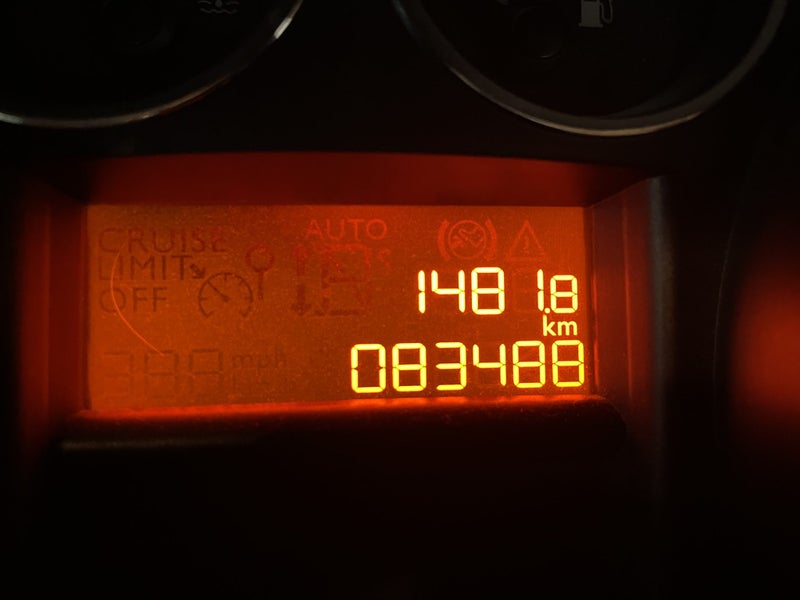 CRUISE AUTO
LIMIT
OFF
1481.8
km
083488